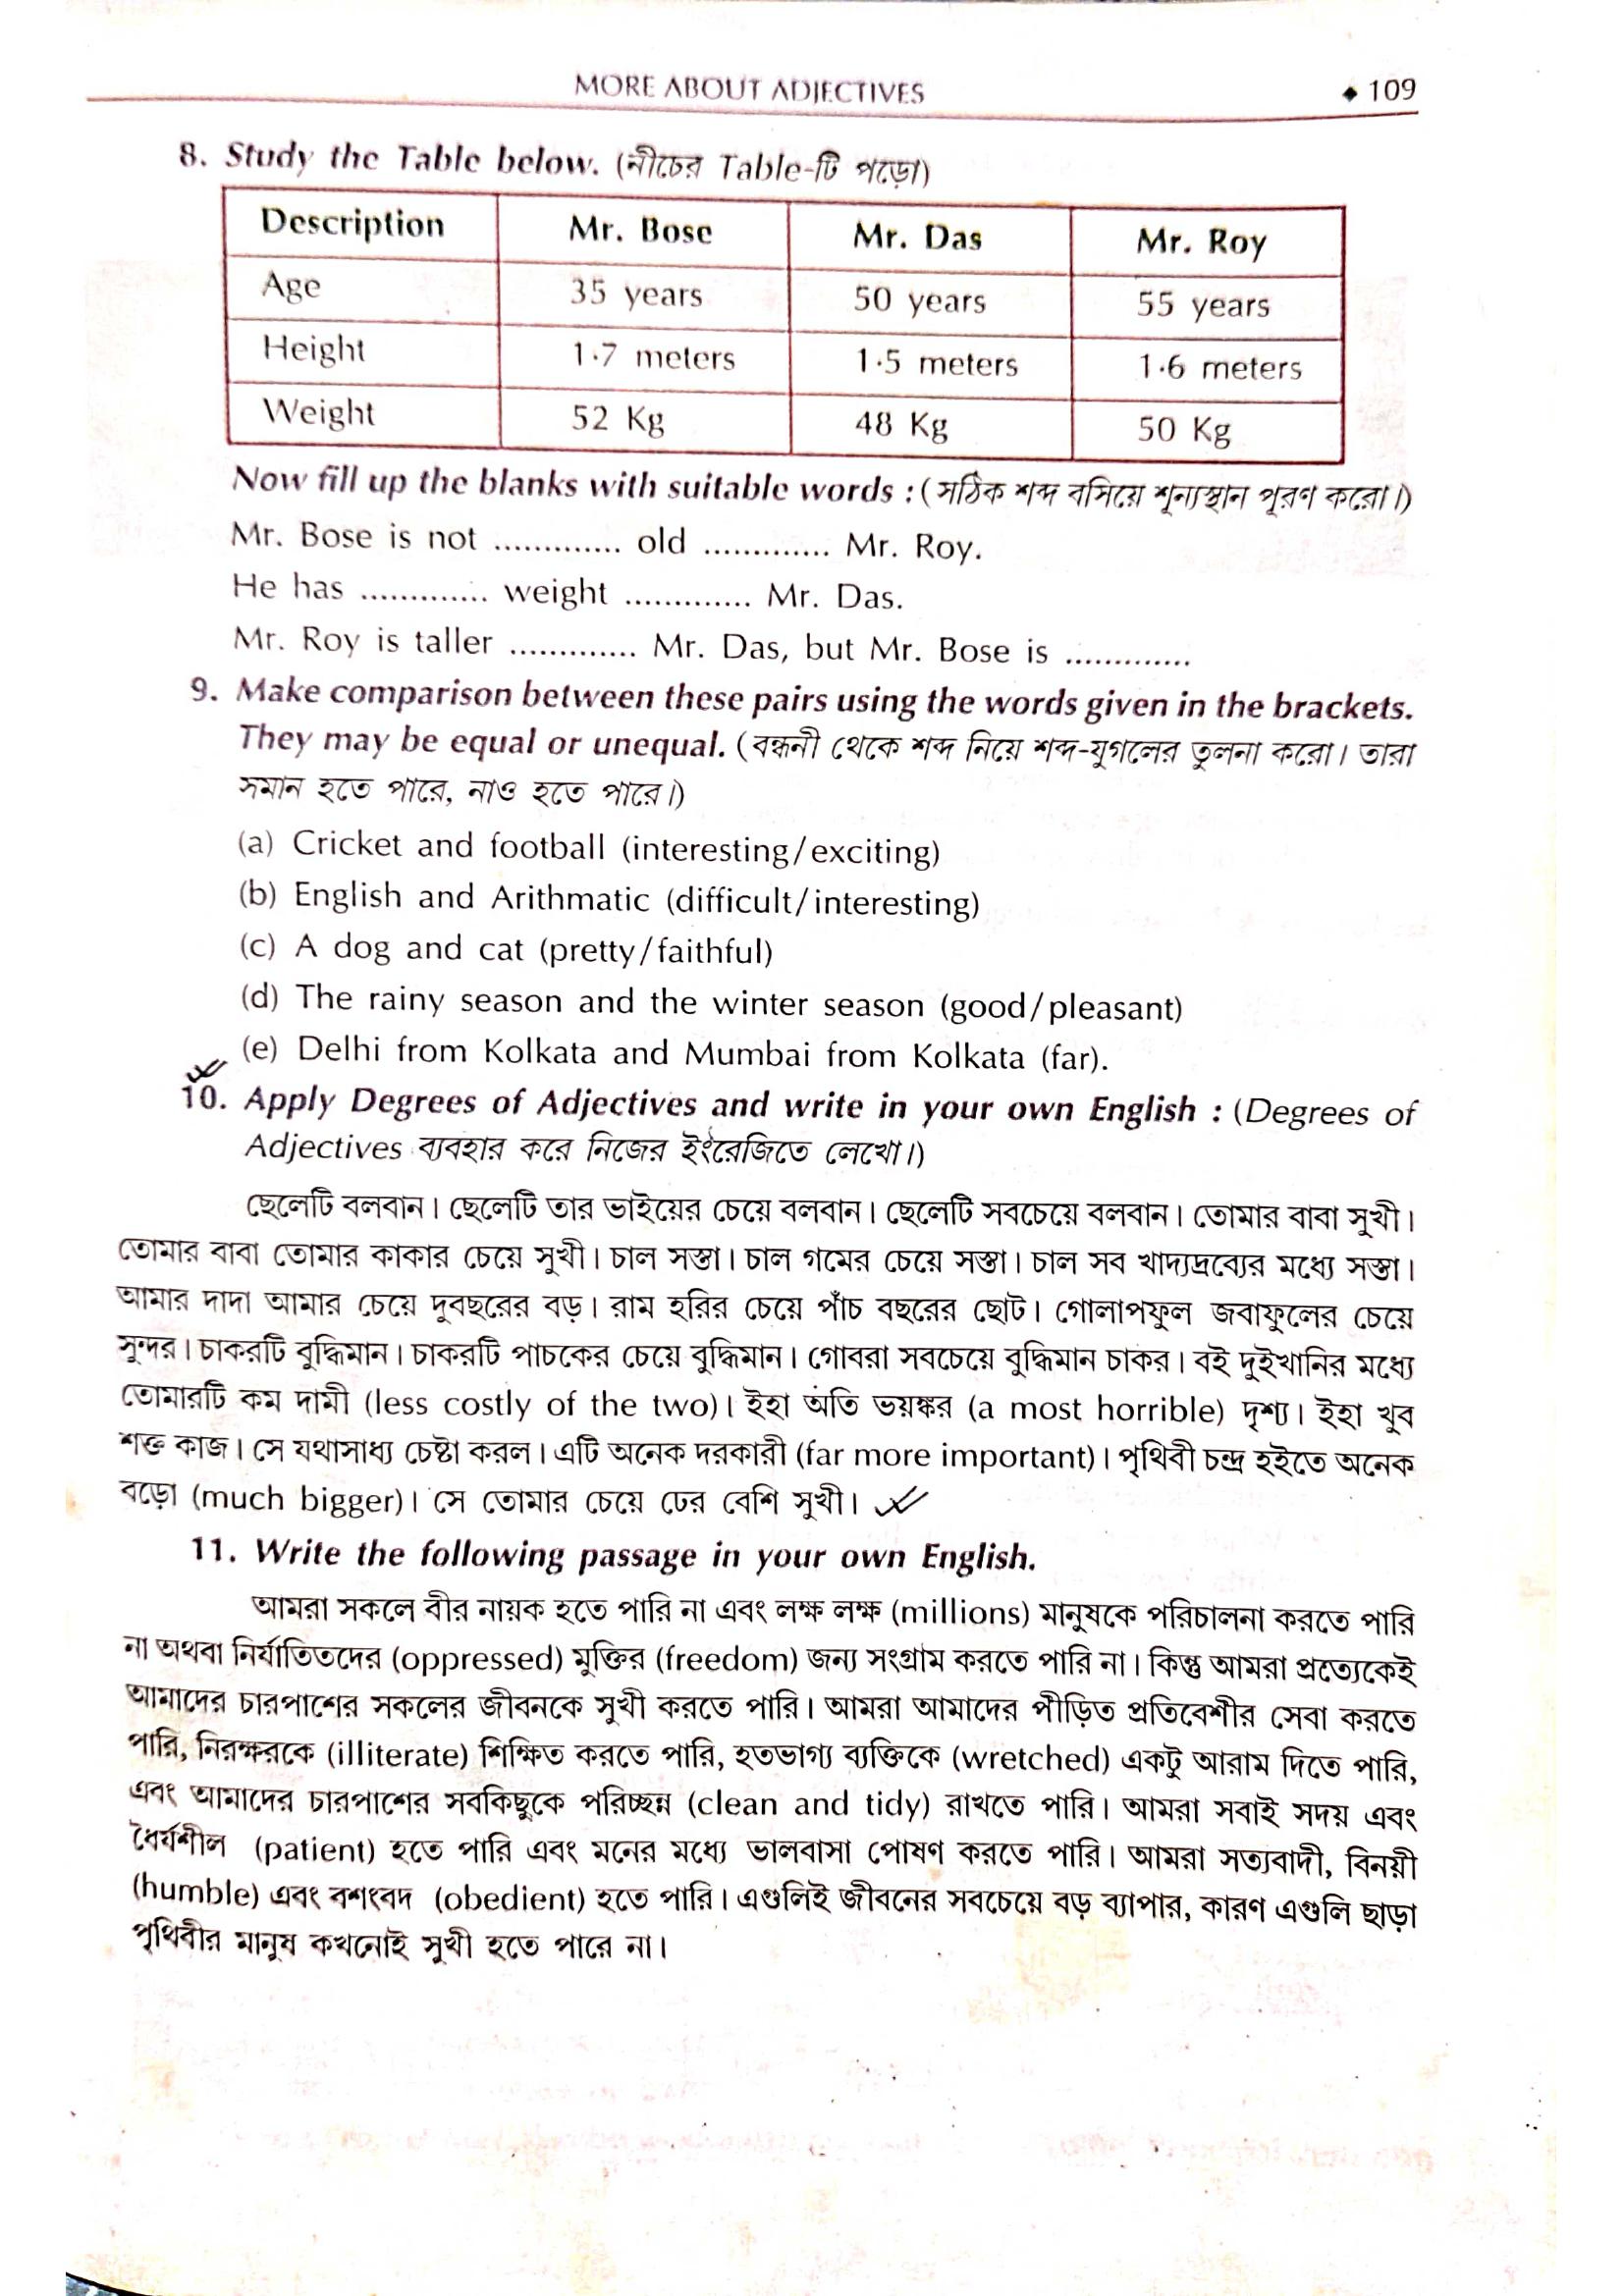 MORE ABOUT ADJECTIVES ◆ 109
8. Study the Table below. (নীচের Table-টি পড়ো)
Description Mr. Bose Mr. Das Mr. Roy
Age 35 years 50 years 55 years
Height 1·7 meters 1·5 meters 1·6 meters
Weight 52 Kg 48 Kg 50 Kg
Now fill up the blanks with suitable words : (সঠিক শব্দ বসিয়ে শূন্যস্থান পূরণ করো।)
Mr. Bose is not ............. old ............. Mr. Roy.
He has ............. weight ............. Mr. Das.
Mr. Roy is taller ............. Mr. Das, but Mr. Bose is .............
9. Make comparison between these pairs using the words given in the brackets.
They may be equal or unequal. (বন্ধনী থেকে শব্দ নিয়ে শব্দ-যুগলের তুলনা করো। তারা
সমান হতে পারে, নাও হতে পারে।)
(a) Cricket and football (interesting/exciting)
(b) English and Arithmatic (difficult/interesting)
(c) A dog and cat (pretty/faithful)
(d) The rainy season and the winter season (good/pleasant)
(e) Delhi from Kolkata and Mumbai from Kolkata (far).
10. Apply Degrees of Adjectives and write in your own English : (Degrees of
Adjectives ব্যবহার করে নিজের ইংরেজিতে লেখো।)
ছেলেটি বলবান। ছেলেটি তার ভাইয়ের চেয়ে বলবান। ছেলেটি সবচেয়ে বলবান। তোমার বাবা সুখী।
তোমার বাবা তোমার কাকার চেয়ে সুখী। চাল সস্তা। চাল গমের চেয়ে সস্তা। চাল সব খাদ্যদ্রব্যের মধ্যে সস্তা।
আমার দাদা আমার চেয়ে দুবছরের বড়। রাম হরির চেয়ে পাঁচ বছরের ছোট। গোলাপফুল জবাফুলের চেয়ে
সুন্দর। চাকরটি বুদ্ধিমান। চাকরটি পাচকের চেয়ে বুদ্ধিমান। গোবরা সবচেয়ে বুদ্ধিমান চাকর। বই দুইখানির মধ্যে
তোমারটি কম দামী (less costly of the two)। ইহা অতি ভয়ঙ্কর (a most horrible) দৃশ্য। ইহা খুব
শক্ত কাজ। সে যথাসাধ্য চেষ্টা করল। এটি অনেক দরকারী (far more important)। পৃথিবী চন্দ্র হইতে অনেক
বড়ো (much bigger)। সে তোমার চেয়ে ঢের বেশি সুখী।
11. Write the following passage in your own English.
আমরা সকলে বীর নায়ক হতে পারি না এবং লক্ষ লক্ষ (millions) মানুষকে পরিচালনা করতে পারি
না অথবা নির্যাতিতদের (oppressed) মুক্তির (freedom) জন্য সংগ্রাম করতে পারি না। কিন্তু আমরা প্রত্যেকেই
আমাদের চারপাশের সকলের জীবনকে সুখী করতে পারি। আমরা আমাদের পীড়িত প্রতিবেশীর সেবা করতে
পারি, নিরক্ষরকে (illiterate) শিক্ষিত করতে পারি, হতভাগ্য ব্যক্তিকে (wretched) একটু আরাম দিতে পারি,
এবং আমাদের চারপাশের সবকিছুকে পরিচ্ছন্ন (clean and tidy) রাখতে পারি। আমরা সবাই সদয় এবং
ধৈর্যশীল (patient) হতে পারি এবং মনের মধ্যে ভালবাসা পোষণ করতে পারি। আমরা সত্যবাদী, বিনয়ী
(humble) এবং বশংবদ (obedient) হতে পারি। এগুলিই জীবনের সবচেয়ে বড় ব্যাপার, কারণ এগুলি ছাড়া
পৃথিবীর মানুষ কখনোই সুখী হতে পারে না।